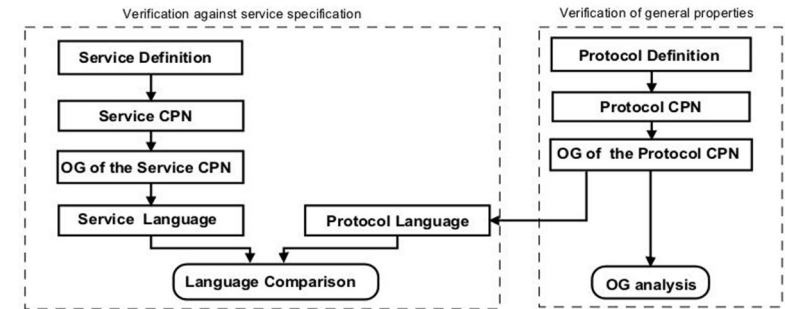 Verification against service specification
Verification of general properties
Service Definition
Service CPN
OG of the Service CPN
Service Language
Protocol Language
Language Comparison
Protocol Definition
Protocol CPN
OG of the Protocol CPN
OG analysis